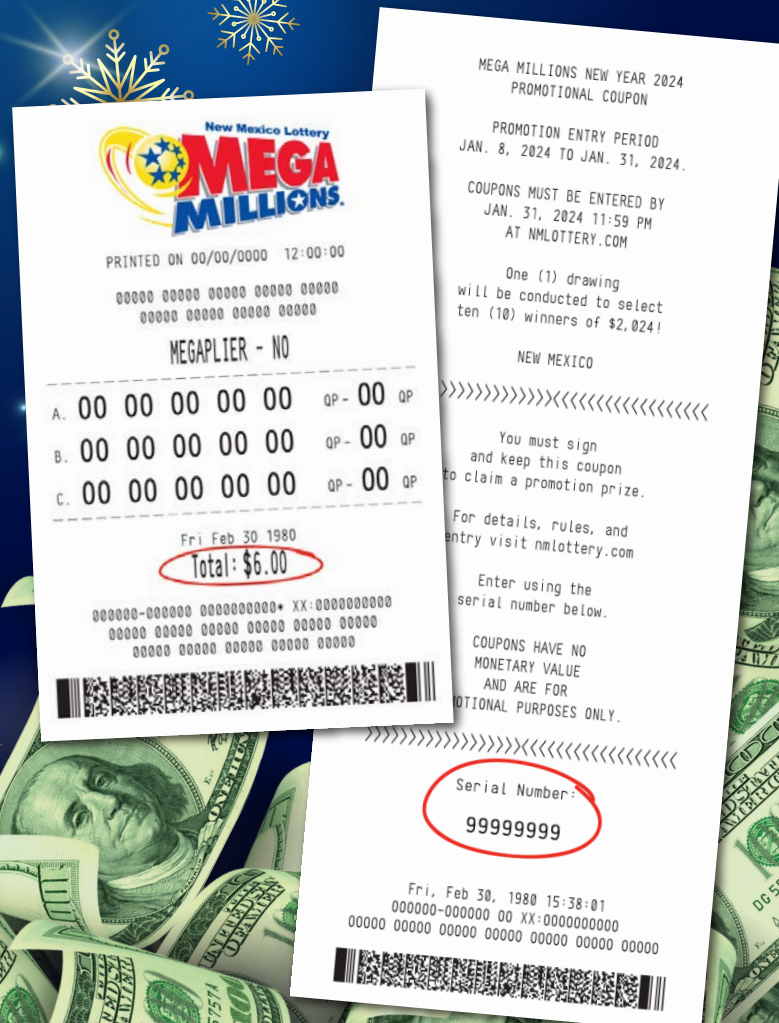 New Mexico Lottery
MEGA
MILLIONS
PRINTED ON 00/00/0000 12:00:00
00000 00000 00000 00000 00000
00000 00000 00000 00000
MEGAPLIER - NO
A. 00 00 00 00 00 QP- 00 QP
B. 00 00 00 00 00 QP- 00 QP
C. 00 00 00 00 00 QP- 00 QP
Fri Feb 30 1980
Total: $6.00
000000-000000 0000000000* XX:0000000000
00000 00000 00000 00000 00000 00000
00000 00000 00000 00000 00000
MEGA MILLIONS NEW YEAR 2024
PROMOTIONAL COUPON
PROMOTION ENTRY PERIOD
JAN. 8, 2024 TO JAN. 31, 2024.
COUPONS MUST BE ENTERED BY
JAN. 31, 2024 11:59 PM
AT NMLOTTERY.COM
One (1) drawing
will be conducted to select
ten (10) winners of $2,024!
NEW MEXICO
You must sign
and keep this coupon
to claim a promotion prize.
For details, rules, and
entry visit nmlottery.com
Enter using the
serial number below.
COUPONS HAVE NO
MONETARY VALUE
AND ARE FOR
MOTIONAL PURPOSES ONLY.
Serial Number:
99999999
Fri, Feb 30, 1980 15:38:01
000000-000000 00 XX:0000000000
00000 00000 00000 00000 00000 00000 00000